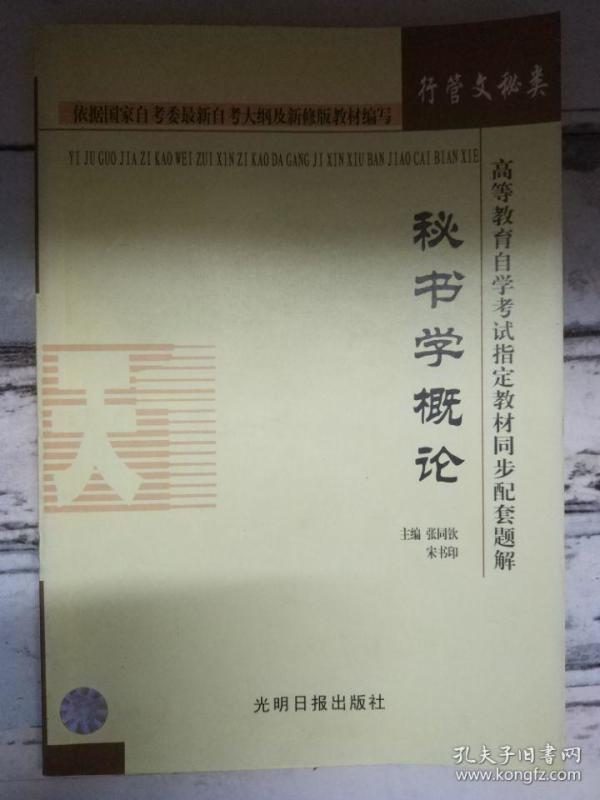 行管文秘类
依据国家自考委最新自考大纲及新修版教材编写
YI JU GUO JIA ZI KAO WEI ZUI XIN ZI KAO DA GANG JI XIN XIU BAN JIAO CAI BIAN XIE
高等教育自学考试指定教材同步配套题解
秘书学概论
天
主编 张同钦
宋书印
光明日报出版社
孔夫子旧书网
www.kongfz.com